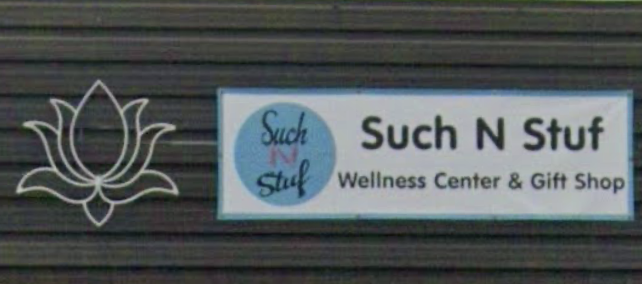 Such
N
Stuf
Such N Stuf
Wellness Center & Gift Shop